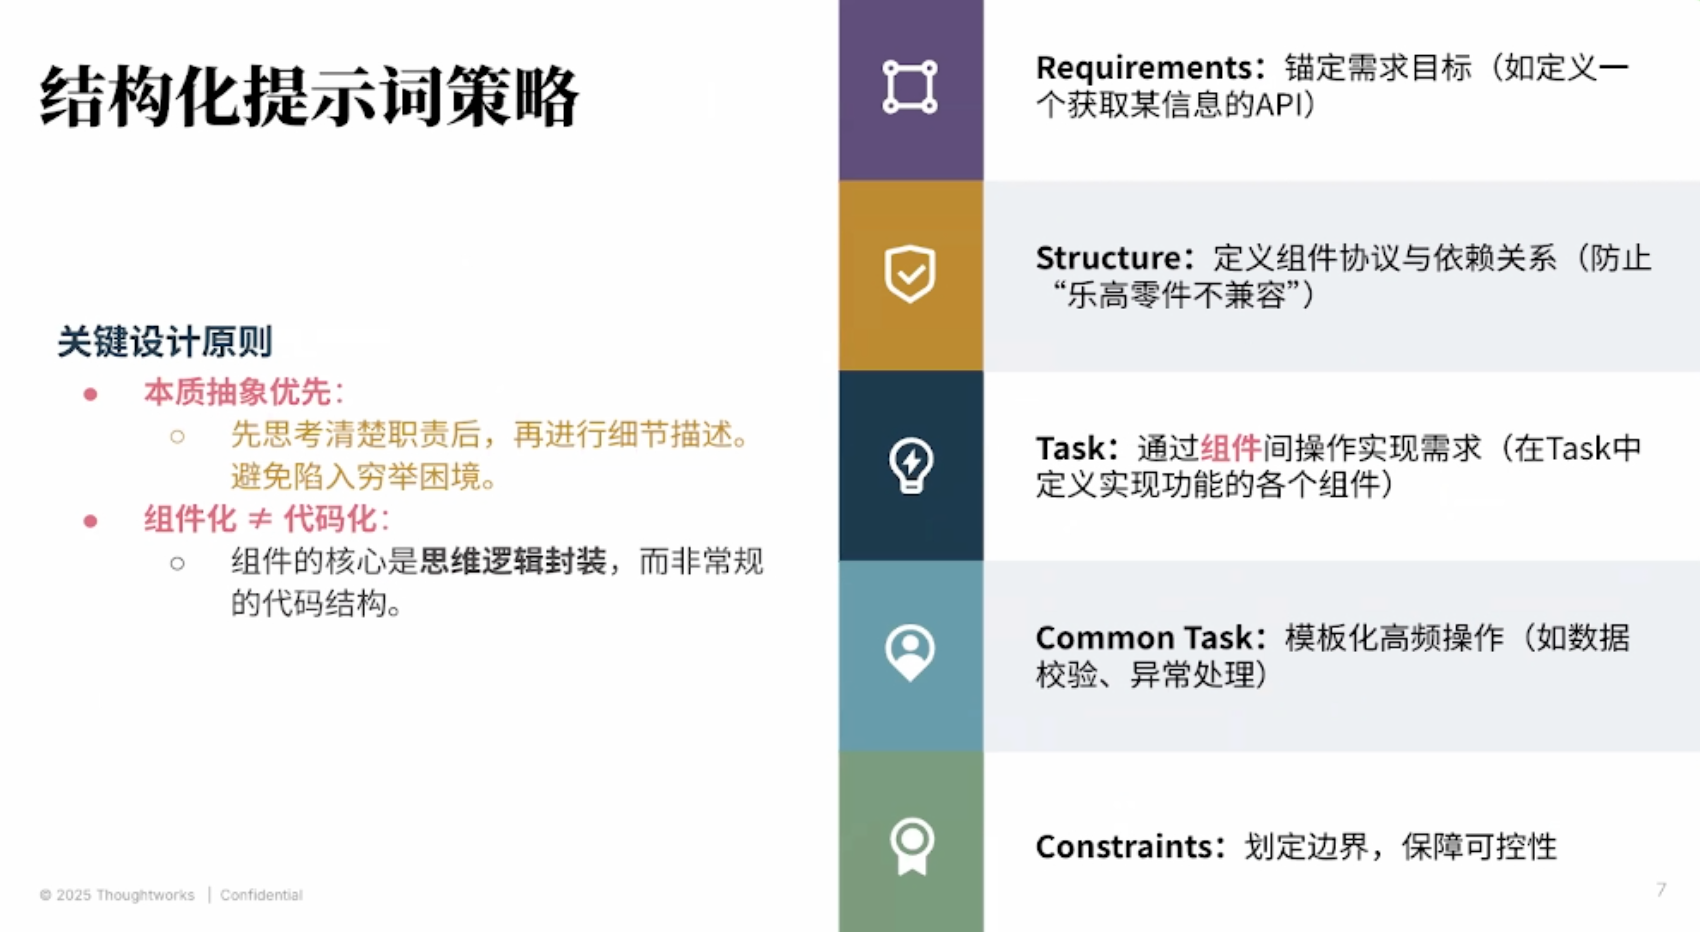 结构化提示词策略
关键设计原则
● 本质抽象优先：
○ 先思考清楚职责后，再进行细节描述。
避免陷入穷举困境。
● 组件化 ≠ 代码化：
○ 组件的核心是思维逻辑封装，而非常规
的代码结构。
Requirements：锚定需求目标（如定义一
个获取某信息的API）
Structure：定义组件协议与依赖关系（防止
“乐高零件不兼容”）
Task：通过组件间操作实现需求（在Task中
定义实现功能的各个组件）
Common Task：模板化高频操作（如数据
校验、异常处理）
Constraints：划定边界，保障可控性
© 2025 Thoughtworks | Confidential
7